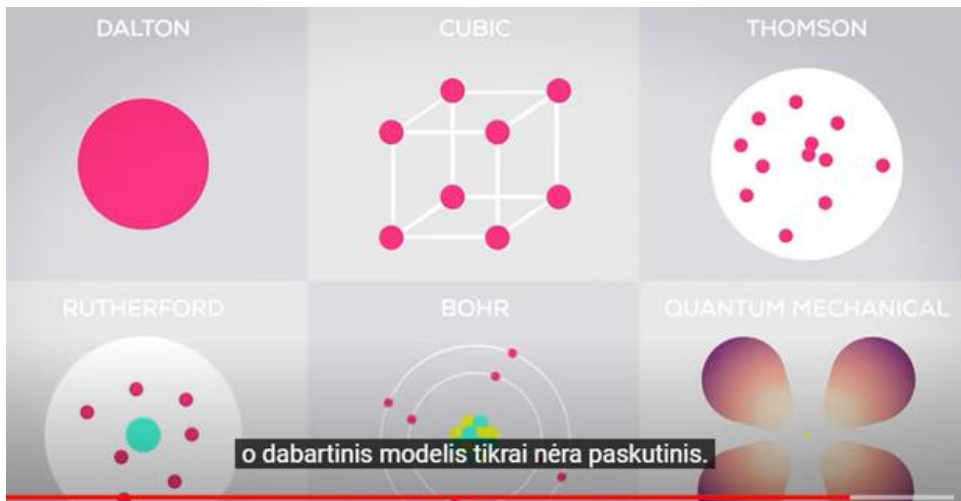 DALTON
CUBIC
THOMSON
RUTHERFORD
BOHR
QUANTUM MECHANICAL
o dabartinis modelis tikrai nėra paskutinis.